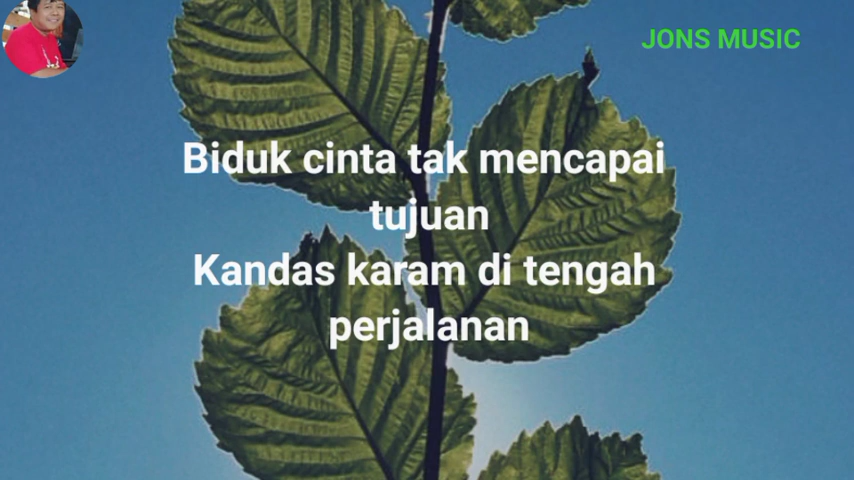 JONS MUSIC
Biduk cinta tak mencapai
tujuan
Kandas karam di tengah
perjalanan